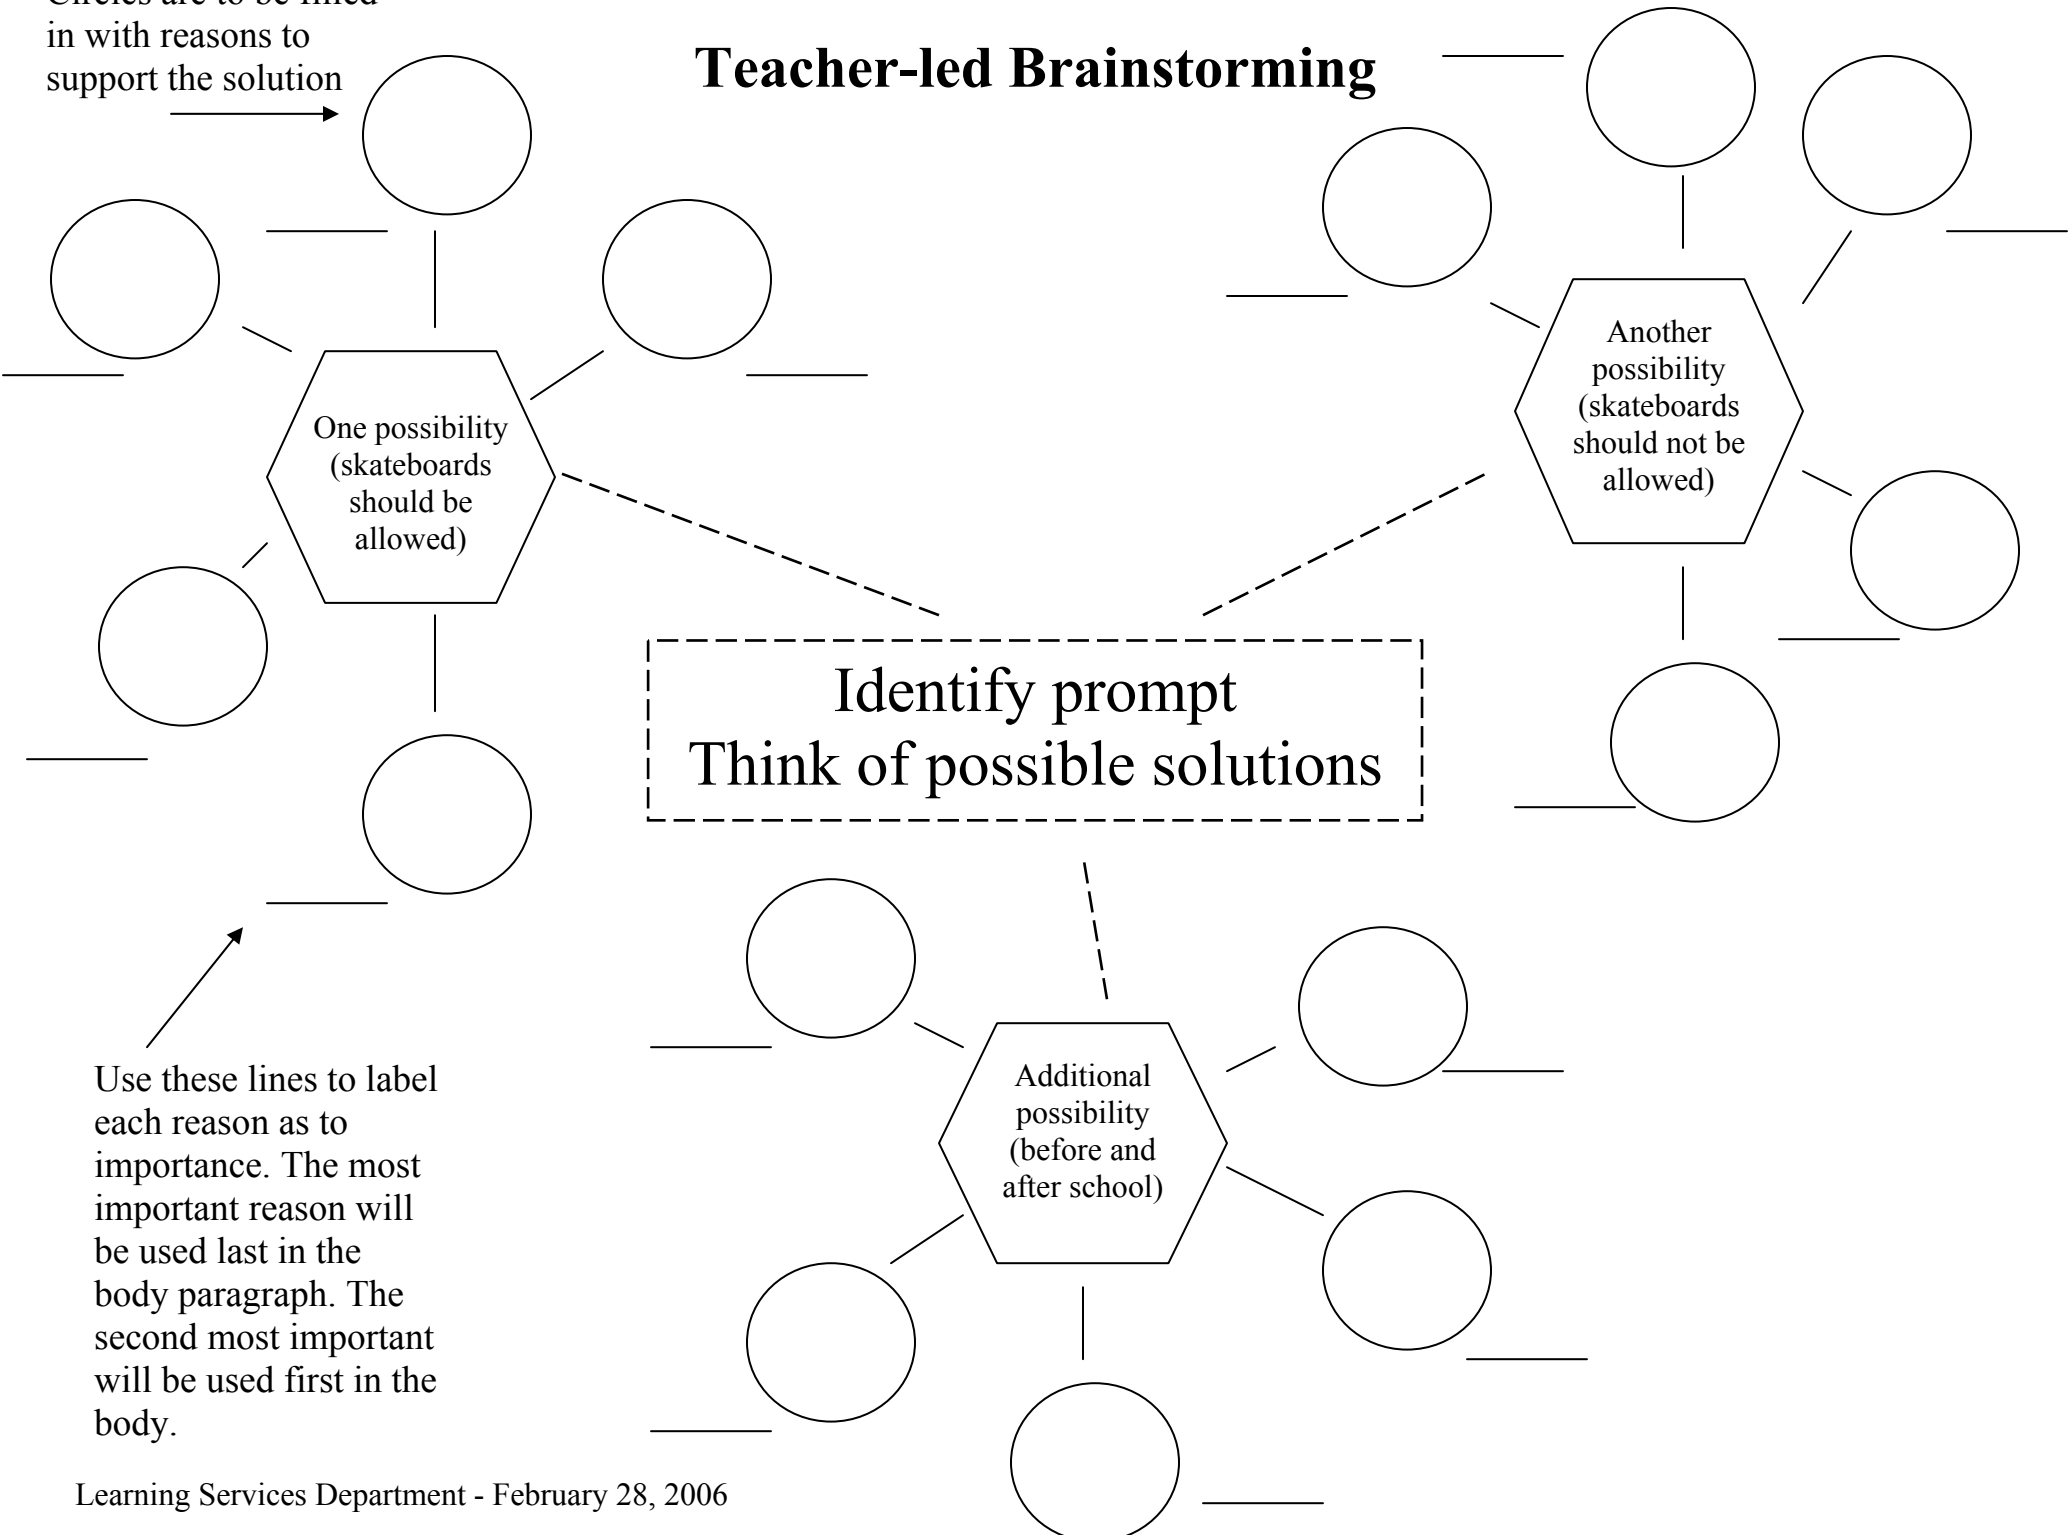 Circles are to be filled
in with reasons to
support the solution
Teacher-led Brainstorming
One possibility
(skateboards
should be
allowed)
Another
possibility
(skateboards
should not be
allowed)
Identify prompt
Think of possible solutions
Additional
possibility
(before and
after school)
Use these lines to label
each reason as to
importance. The most
important reason will
be used last in the
body paragraph. The
second most important
will be used first in the
body.
Learning Services Department - February 28, 2006